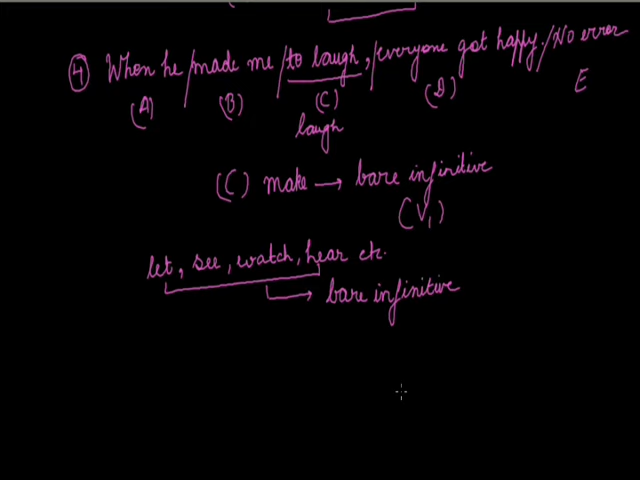 ④ When he/made me/to laugh,/everyone got happy./No error
(A) (B) (C) (D) E
laugh
(C) make → bare infinitive
(V₁)
let, see, watch, hear etc.
→ bare infinitive